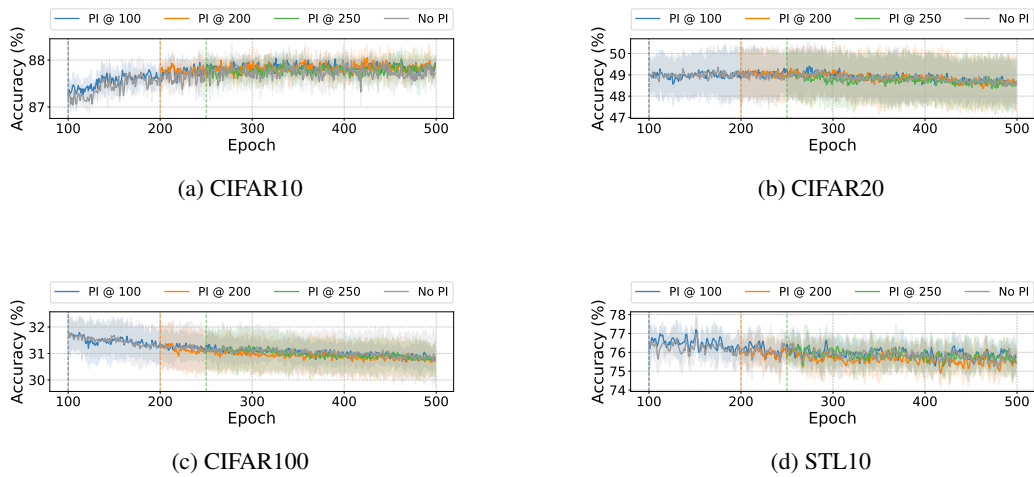 PI @ 100 PI @ 200 PI @ 250 No PI
Accuracy (%)
88
87
100 200 300 400 500
Epoch
(a) CIFAR10
PI @ 100 PI @ 200 PI @ 250 No PI
Accuracy (%)
50
49
48
47
100 200 300 400 500
Epoch
(b) CIFAR20
PI @ 100 PI @ 200 PI @ 250 No PI
Accuracy (%)
32
31
30
100 200 300 400 500
Epoch
(c) CIFAR100
PI @ 100 PI @ 200 PI @ 250 No PI
Accuracy (%)
78
77
76
75
74
100 200 300 400 500
Epoch
(d) STL10